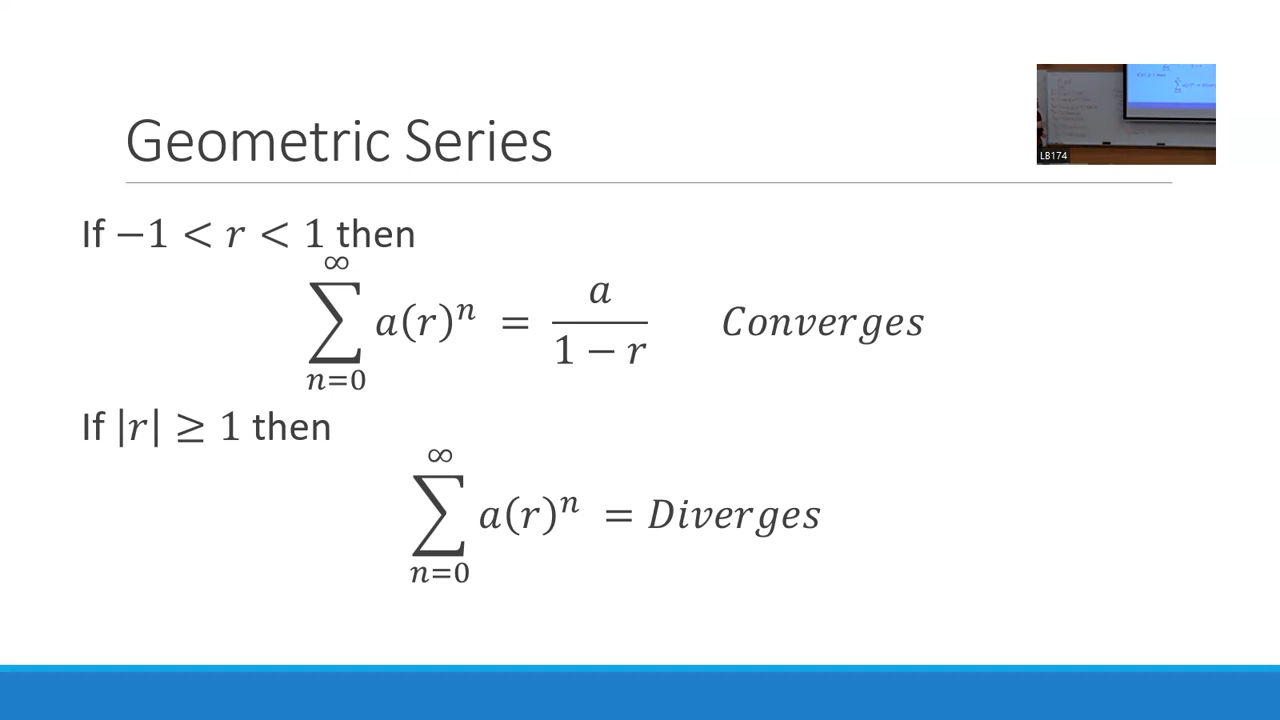 Geometric Series
LB174
If −1 < r < 1 then
∑_{n=0}^{∞} a(r)^n = a/(1 − r) Converges
If |r| ≥ 1 then
∑_{n=0}^{∞} a(r)^n = Diverges